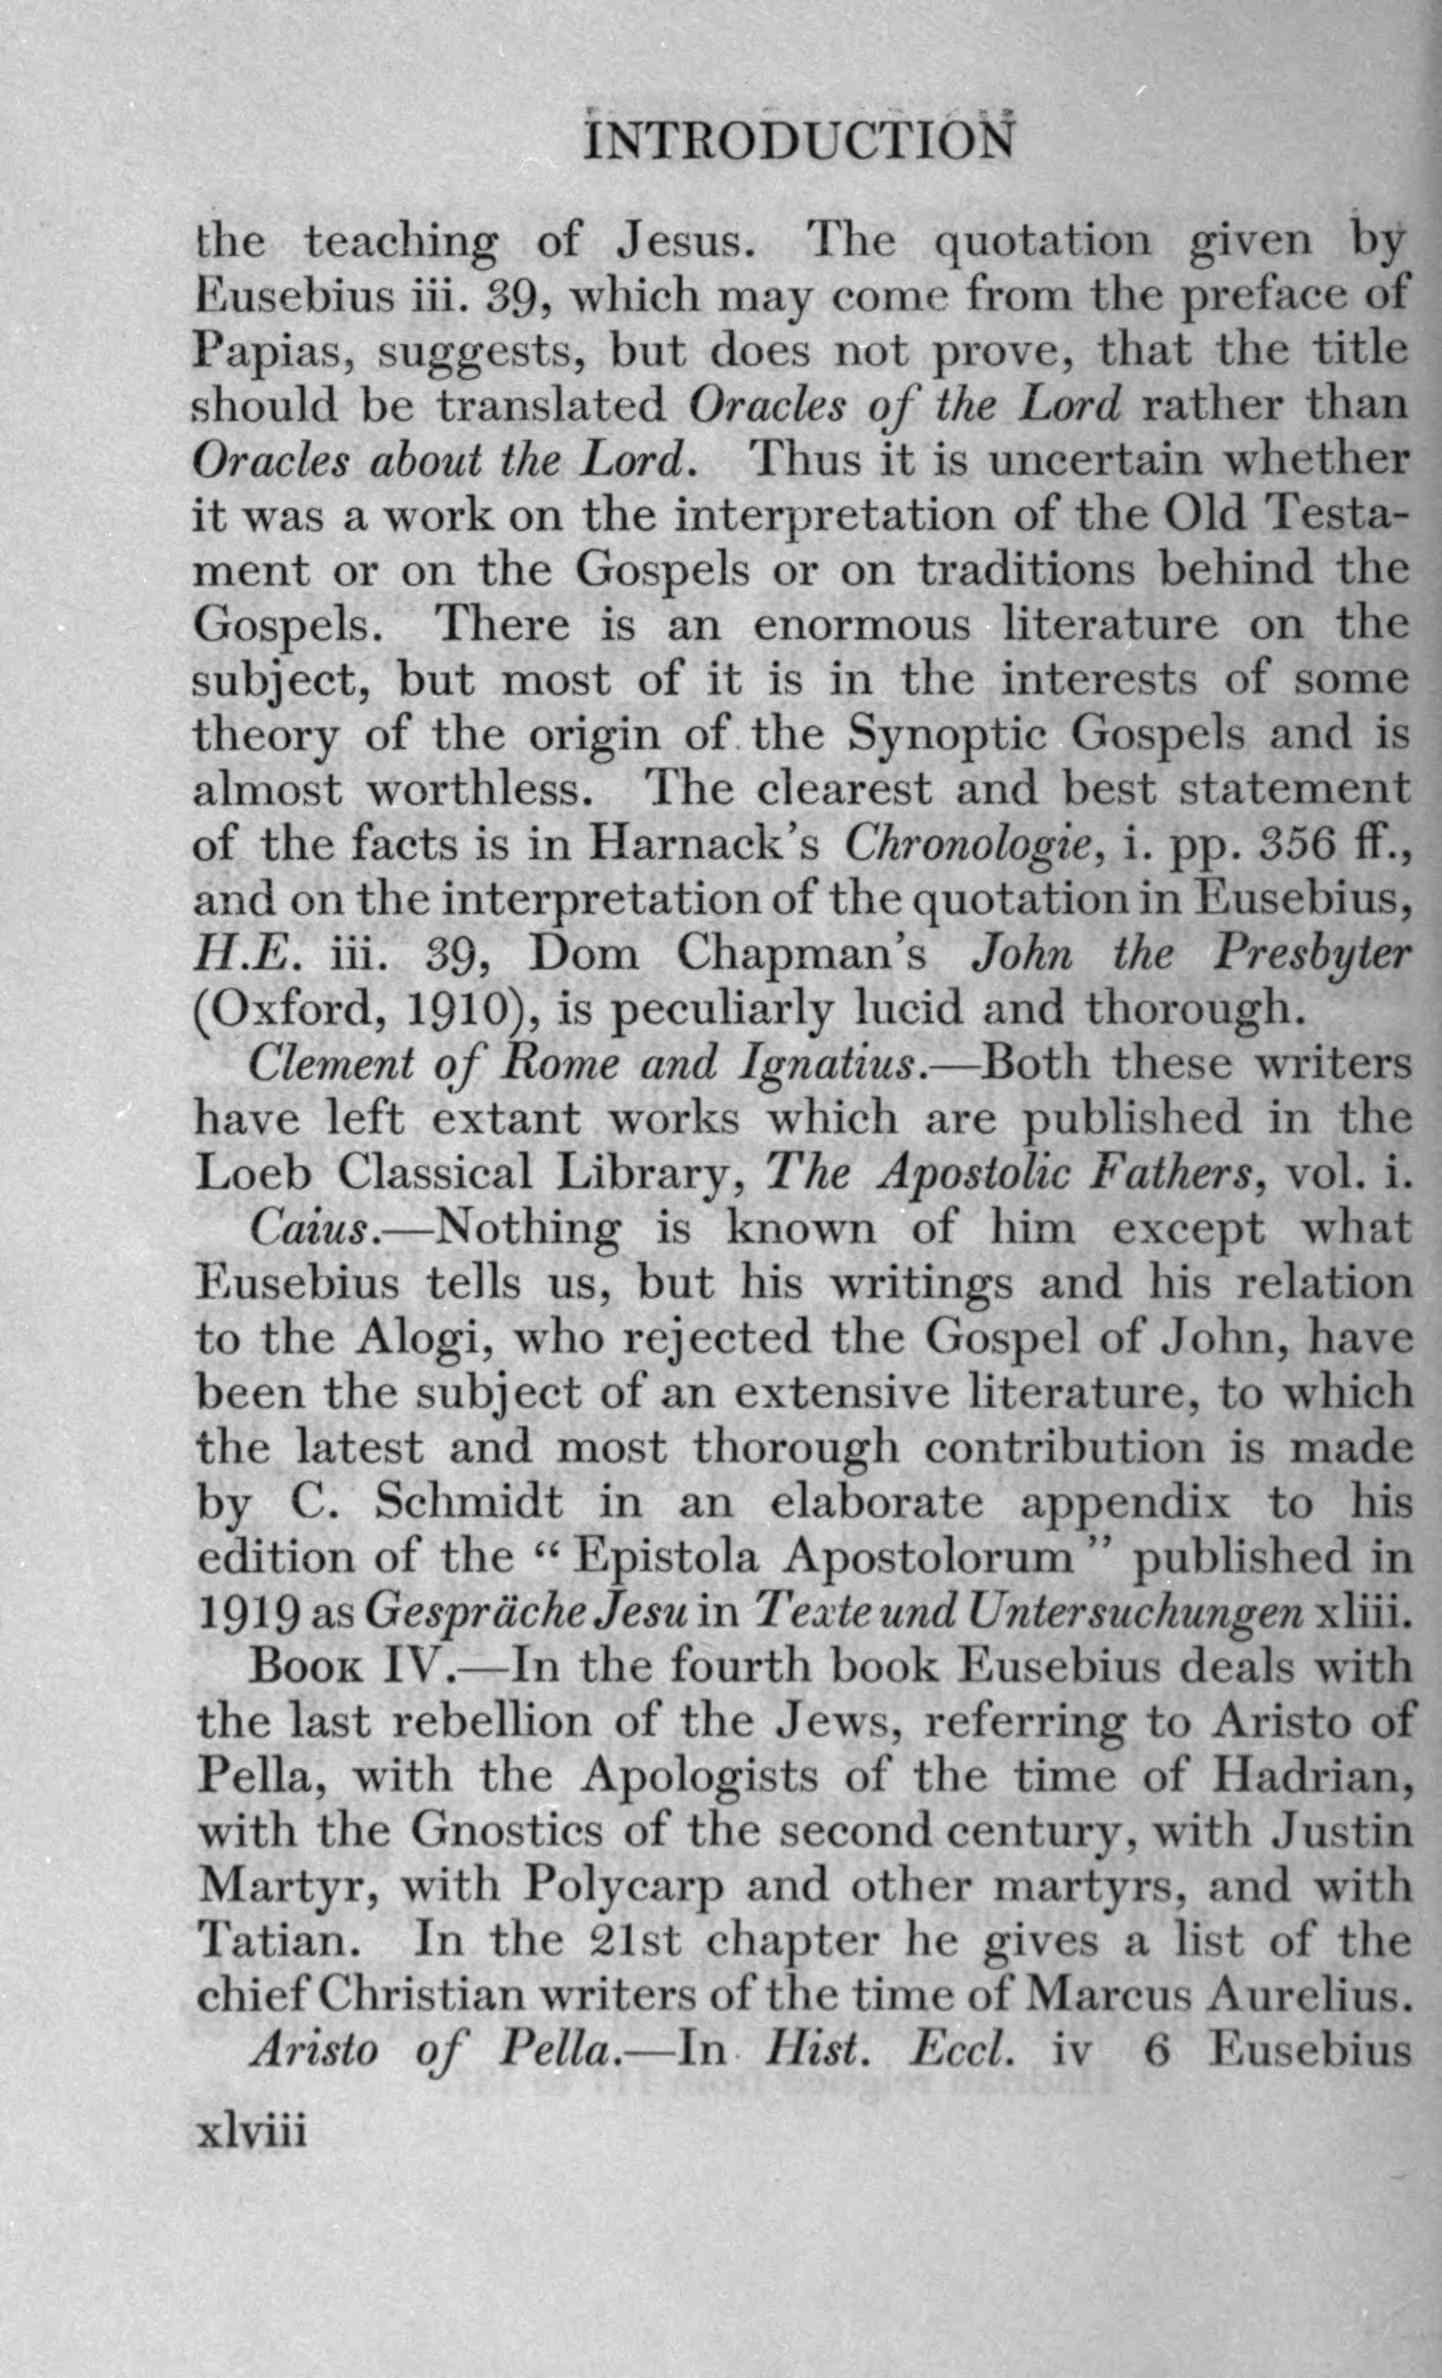 INTRODUCTION
the teaching of Jesus. The quotation given by
Eusebius iii. 39, which may come from the preface of
Papias, suggests, but does not prove, that the title
should be translated Oracles of the Lord rather than
Oracles about the Lord. Thus it is uncertain whether
it was a work on the interpretation of the Old Testa-
ment or on the Gospels or on traditions behind the
Gospels. There is an enormous literature on the
subject, but most of it is in the interests of some
theory of the origin of the Synoptic Gospels and is
almost worthless. The clearest and best statement
of the facts is in Harnack's Chronologie, i. pp. 356 ff.,
and on the interpretation of the quotation in Eusebius,
H.E. iii. 39, Dom Chapman's John the Presbyter
(Oxford, 1910), is peculiarly lucid and thorough.
Clement of Rome and Ignatius.—Both these writers
have left extant works which are published in the
Loeb Classical Library, The Apostolic Fathers, vol. i.
Caius.—Nothing is known of him except what
Eusebius tells us, but his writings and his relation
to the Alogi, who rejected the Gospel of John, have
been the subject of an extensive literature, to which
the latest and most thorough contribution is made
by C. Schmidt in an elaborate appendix to his
edition of the “ Epistola Apostolorum ” published in
1919 as Gespräche Jesu in Texte und Untersuchungen xliii.
Book IV.—In the fourth book Eusebius deals with
the last rebellion of the Jews, referring to Aristo of
Pella, with the Apologists of the time of Hadrian,
with the Gnostics of the second century, with Justin
Martyr, with Polycarp and other martyrs, and with
Tatian. In the 21st chapter he gives a list of the
chief Christian writers of the time of Marcus Aurelius.
Aristo of Pella.—In Hist. Eccl. iv 6 Eusebius
xlviii